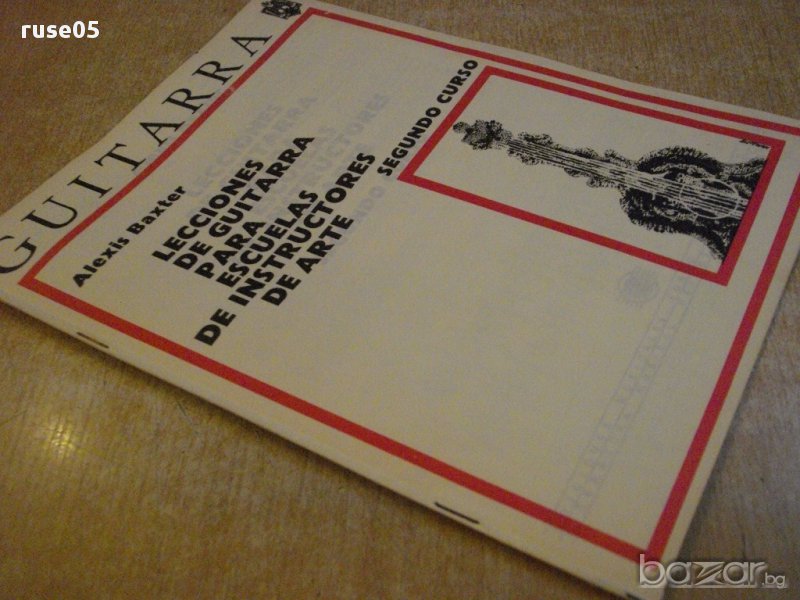 ruse05
GUITARRA
Alexis Baxter
LECCIONES
DE GUITARRA
PARA
ESCUELAS
DE INSTRUCTORES
DE ARTE
SEGUNDO CURSO
bazar.bg